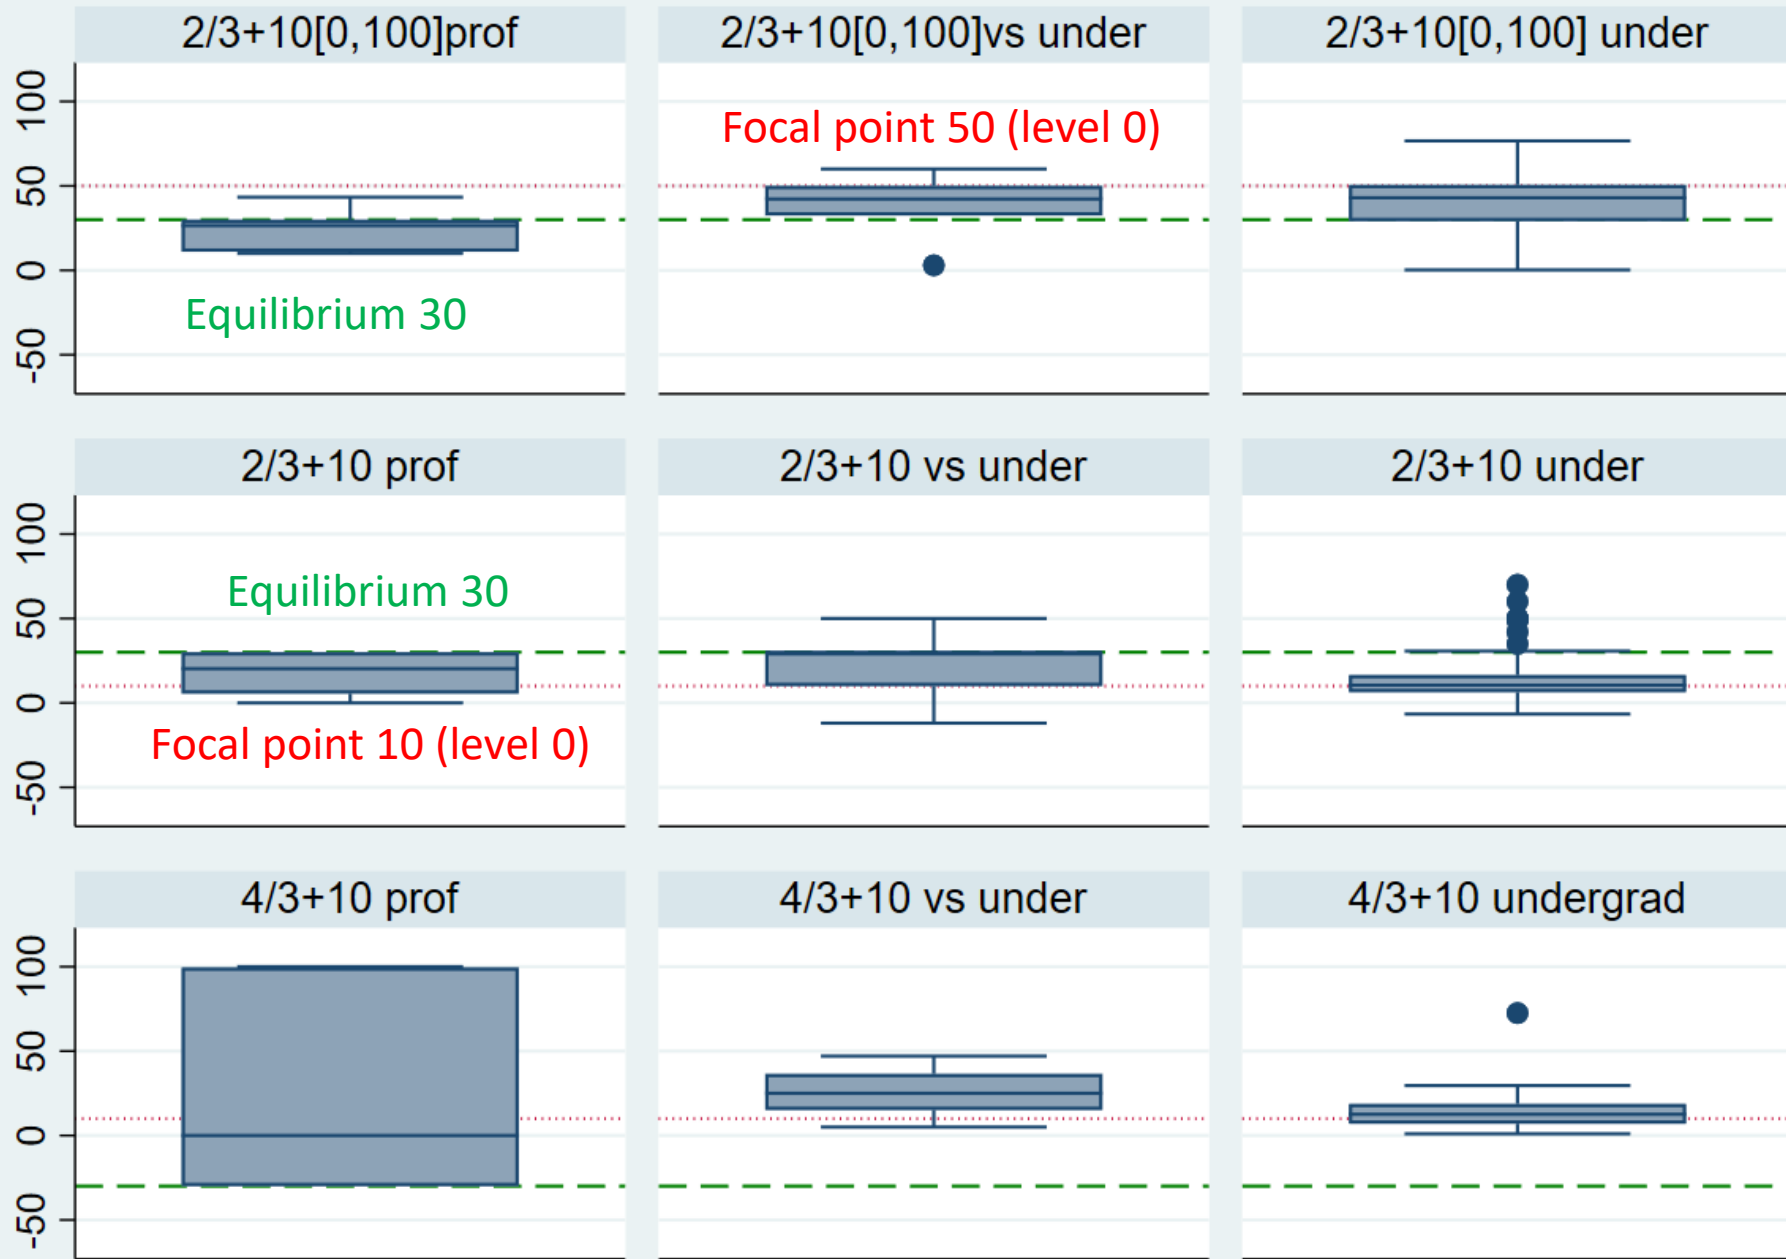 2/3+10[0,100]prof
2/3+10[0,100]vs under
2/3+10[0,100] under
100
50
0
-50
Focal point 50 (level 0)
Equilibrium 30
2/3+10 prof
2/3+10 vs under
2/3+10 under
100
50
0
-50
Equilibrium 30
Focal point 10 (level 0)
4/3+10 prof
4/3+10 vs under
4/3+10 undergrad
100
50
0
-50